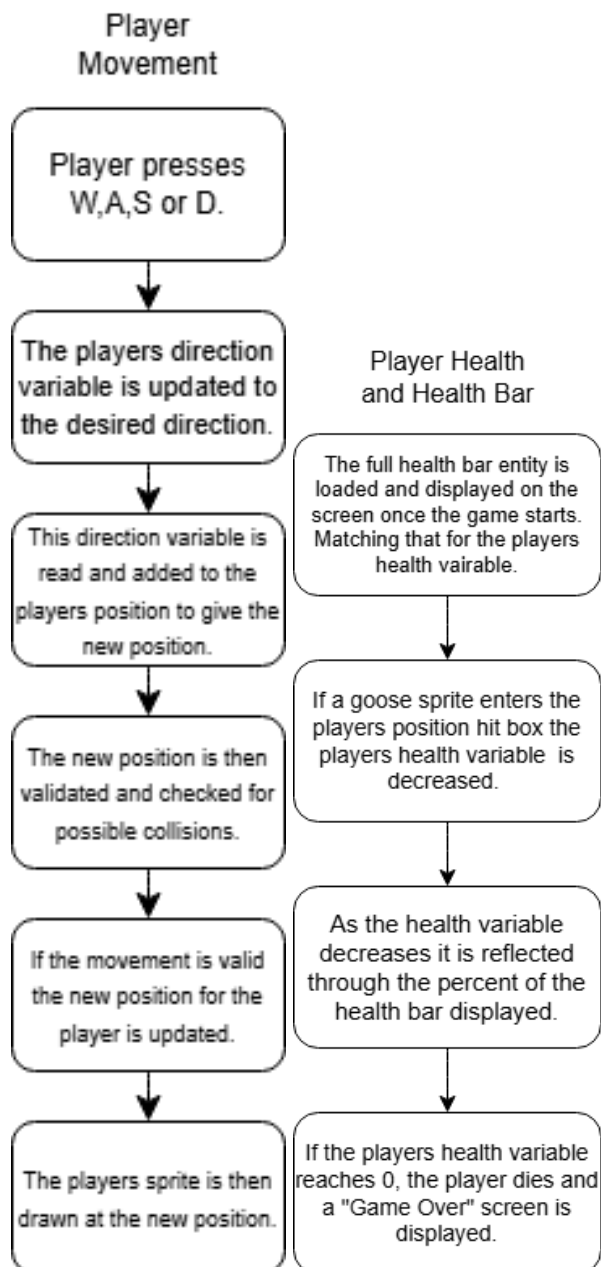 Player
Movement
Player presses
W,A,S or D.
The players direction
variable is updated to
the desired direction.
This direction variable is
read and added to the
players position to give the
new position.
The new position is then
validated and checked for
possible collisions.
If the movement is valid
the new position for the
player is updated.
The players sprite is then
drawn at the new position.
Player Health
and Health Bar
The full health bar entity is
loaded and displayed on the
screen once the game starts.
Matching that for the players
health vairable.
If a goose sprite enters the
players position hit box the
players health variable is
decreased.
As the health variable
decreases it is reflected
through the percent of the
health bar displayed.
If the players health variable
reaches 0, the player dies and
a "Game Over" screen is
displayed.